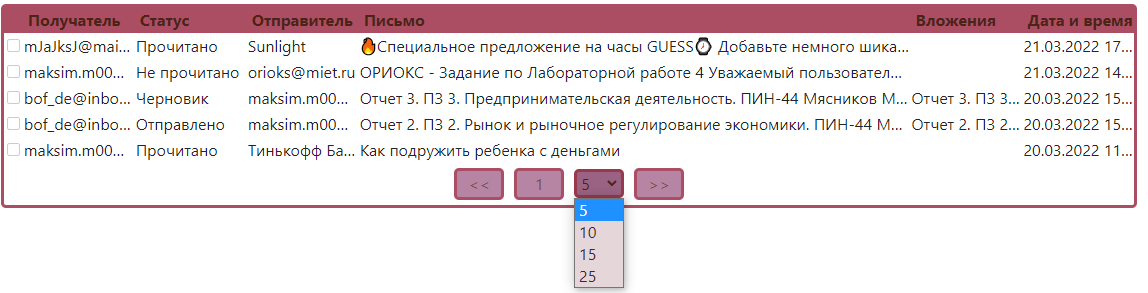 Получатель Статус Отправитель Письмо Вложения Дата и время
mJaJksJ@mai... Прочитано Sunlight 🔥Специальное предложение на часы GUESS⌚ Добавьте немного шика... 21.03.2022 17...
maksim.m00... Не прочитано orioks@miet.ru ОРИОКС - Задание по Лабораторной работе 4 Уважаемый пользовател... 21.03.2022 14...
bof_de@inbo... Черновик maksim.m00... Отчет 3. ПЗ 3. Предпринимательская деятельность. ПИН-44 Мясников М... Отчет 3. ПЗ 3... 20.03.2022 15...
bof_de@inbo... Отправлено maksim.m00... Отчет 2. ПЗ 2. Рынок и рыночное регулирование экономики. ПИН-44 М... Отчет 2. ПЗ 2... 20.03.2022 15...
maksim.m00... Прочитано Тинькофф Ба... Как подружить ребенка с деньгами 20.03.2022 11...
<< 1 5 >>
5
10
15
25